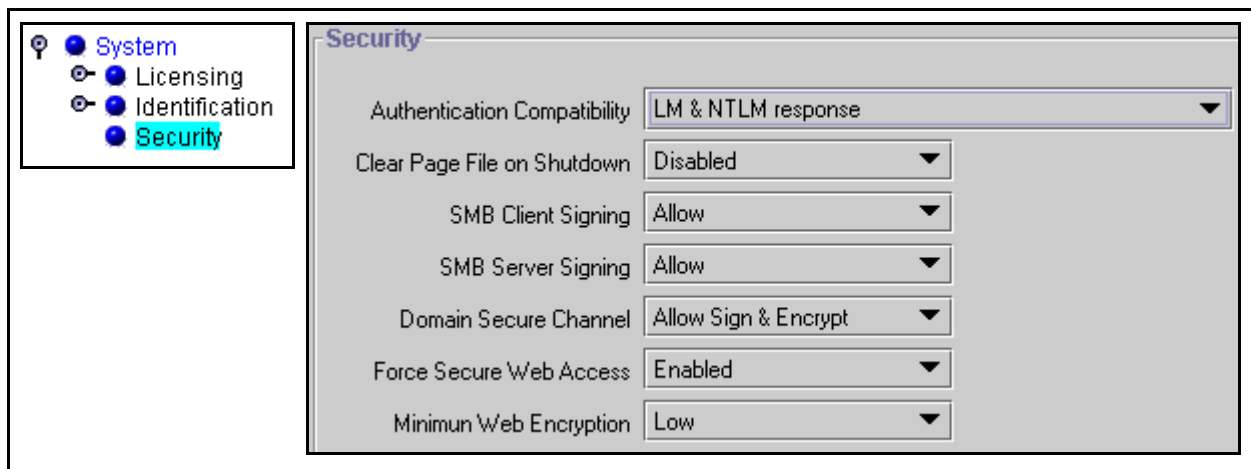 System
Licensing
Identification
Security
Security
Authentication Compatibility LM & NTLM response
Clear Page File on Shutdown Disabled
SMB Client Signing Allow
SMB Server Signing Allow
Domain Secure Channel Allow Sign & Encrypt
Force Secure Web Access Enabled
Minimun Web Encryption Low